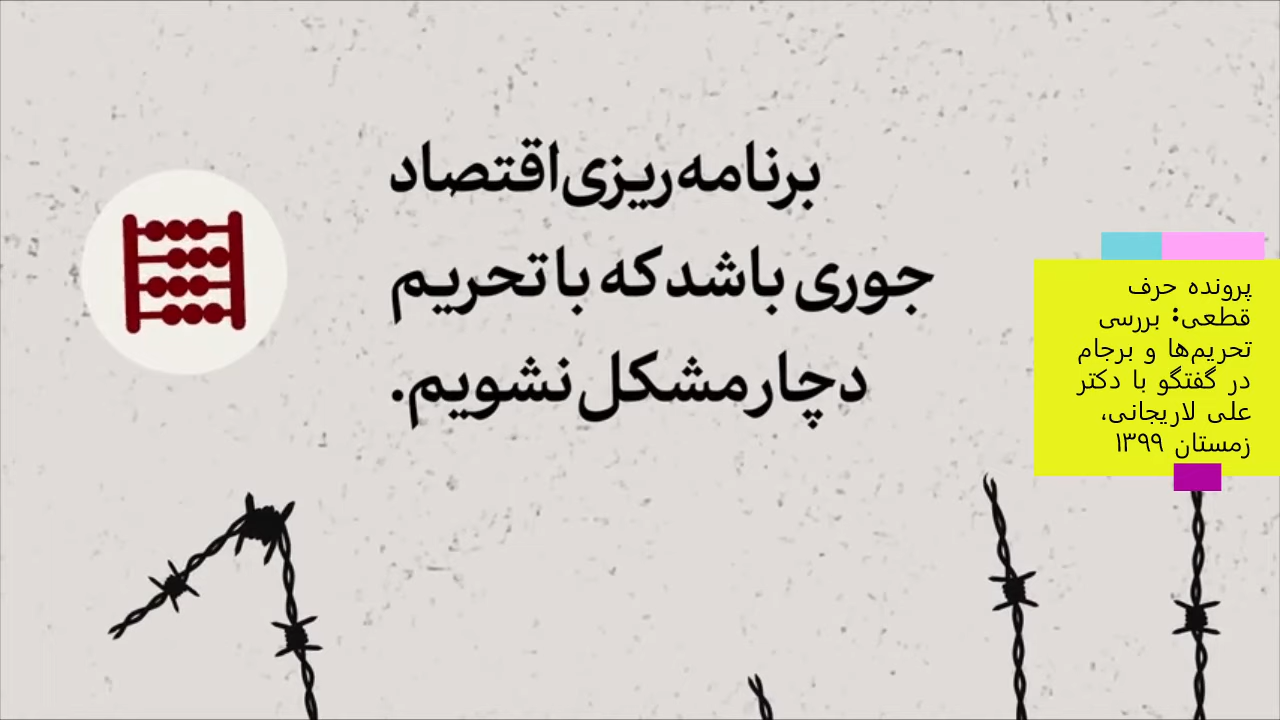 برنامه‌ریزی اقتصاد
جوری باشد که با تحریم
دچار مشکل نشویم.
پرونده حرف
قطعی: بررسی
تحریم‌ها و برجام
در گفتگو با دکتر
علی لاریجانی،
زمستان ۱۳۹۹